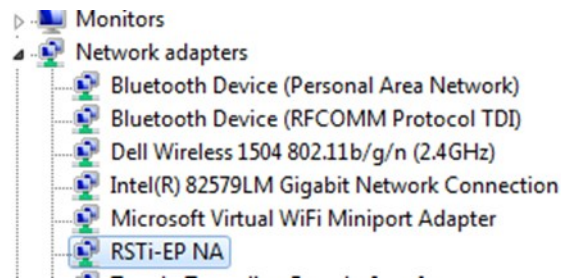 Monitors
Network adapters
Bluetooth Device (Personal Area Network)
Bluetooth Device (RFCOMM Protocol TDI)
Dell Wireless 1504 802.11b/g/n (2.4GHz)
Intel(R) 82579LM Gigabit Network Connection
Microsoft Virtual WiFi Miniport Adapter
RSTi-EP NA